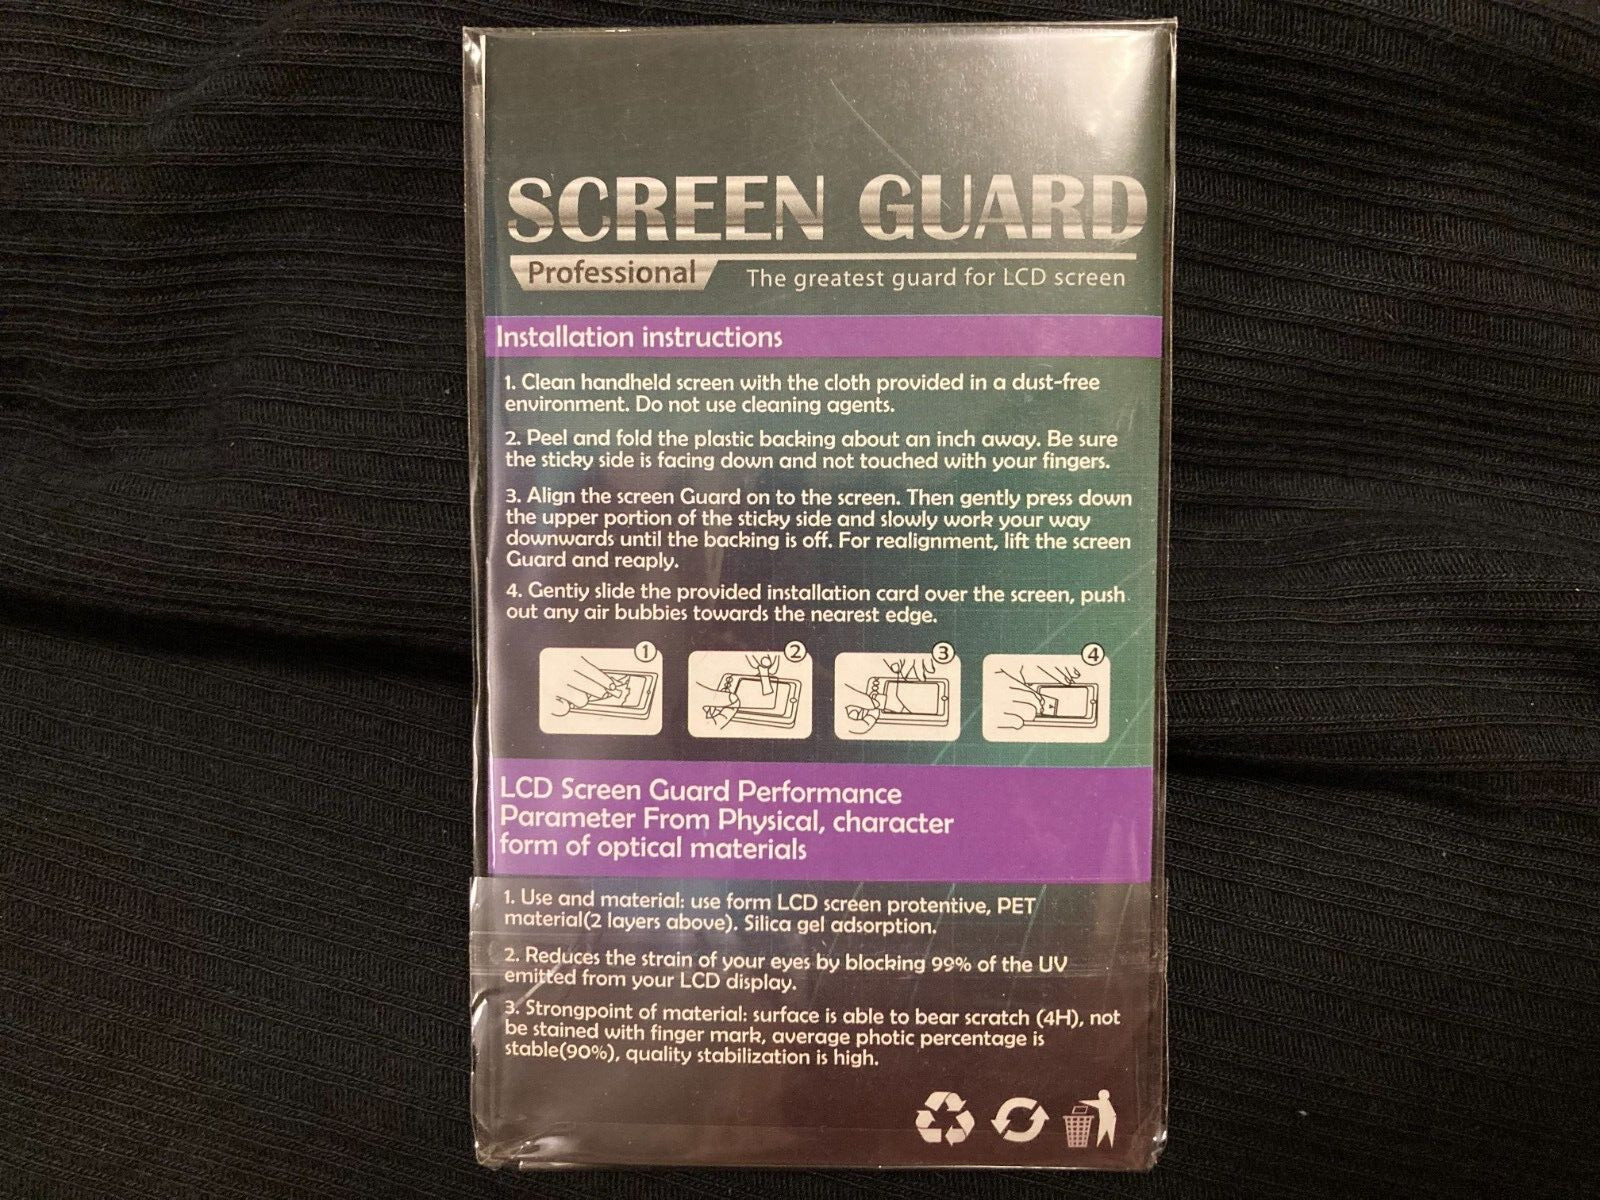 SCREEN GUARD
Professional
The greatest guard for LCD screen
Installation instructions
1. Clean handheld screen with the cloth provided in a dust-free
environment. Do not use cleaning agents.
2. Peel and fold the plastic backing about an inch away. Be sure
the sticky side is facing down and not touched with your fingers.
3. Align the screen Guard on to the screen. Then gently press down
the upper portion of the sticky side and slowly work your way
downwards until the backing is off. For realignment, lift the screen
Guard and reaply.
4. Gentiy slide the provided installation card over the screen, push
out any air bubbies towards the nearest edge.
1
2
3
4
LCD Screen Guard Performance
Parameter From Physical, character
form of optical materials
1. Use and material: use form LCD screen protentive, PET
material(2 layers above). Silica gel adsorption.
2. Reduces the strain of your eyes by blocking 99% of the UV
emitted from your LCD display.
3. Strongpoint of material: surface is able to bear scratch (4H), not
be stained with finger mark, average photic percentage is
stable(90%), quality stabilization is high.